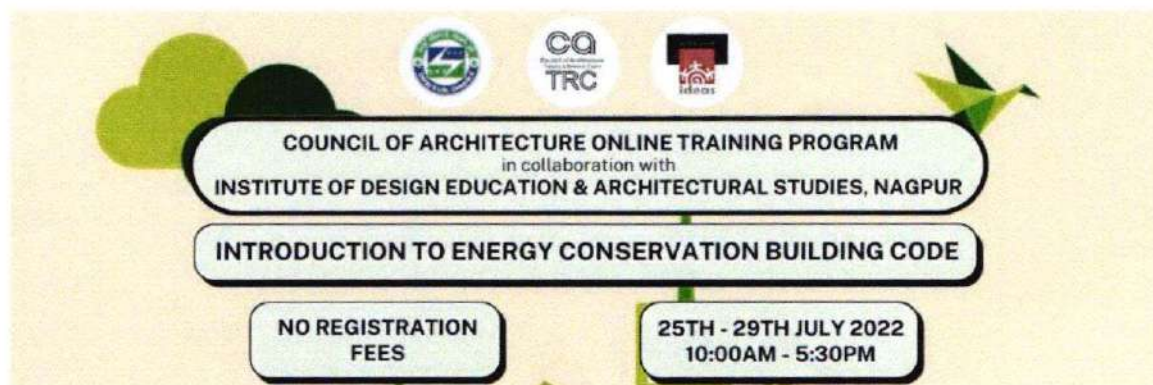 CA
TRC
ideas
COUNCIL OF ARCHITECTURE ONLINE TRAINING PROGRAM
in collaboration with
INSTITUTE OF DESIGN EDUCATION & ARCHITECTURAL STUDIES, NAGPUR
INTRODUCTION TO ENERGY CONSERVATION BUILDING CODE
NO REGISTRATION
FEES
25TH - 29TH JULY 2022
10:00AM - 5:30PM